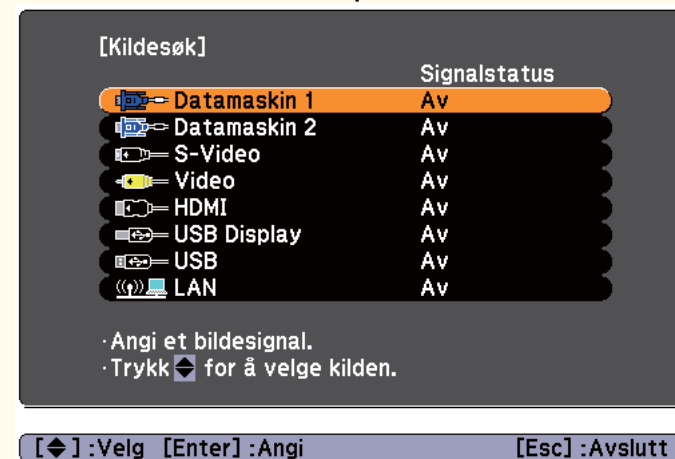 [Kildesøk]
Signalstatus
Datamaskin 1 Av
Datamaskin 2 Av
S-Video Av
Video Av
HDMI Av
USB Display Av
USB Av
LAN Av
·Angi et bildesignal.
·Trykk for å velge kilden.
[◆] :Velg [Enter] :Angi [Esc] :Avslutt